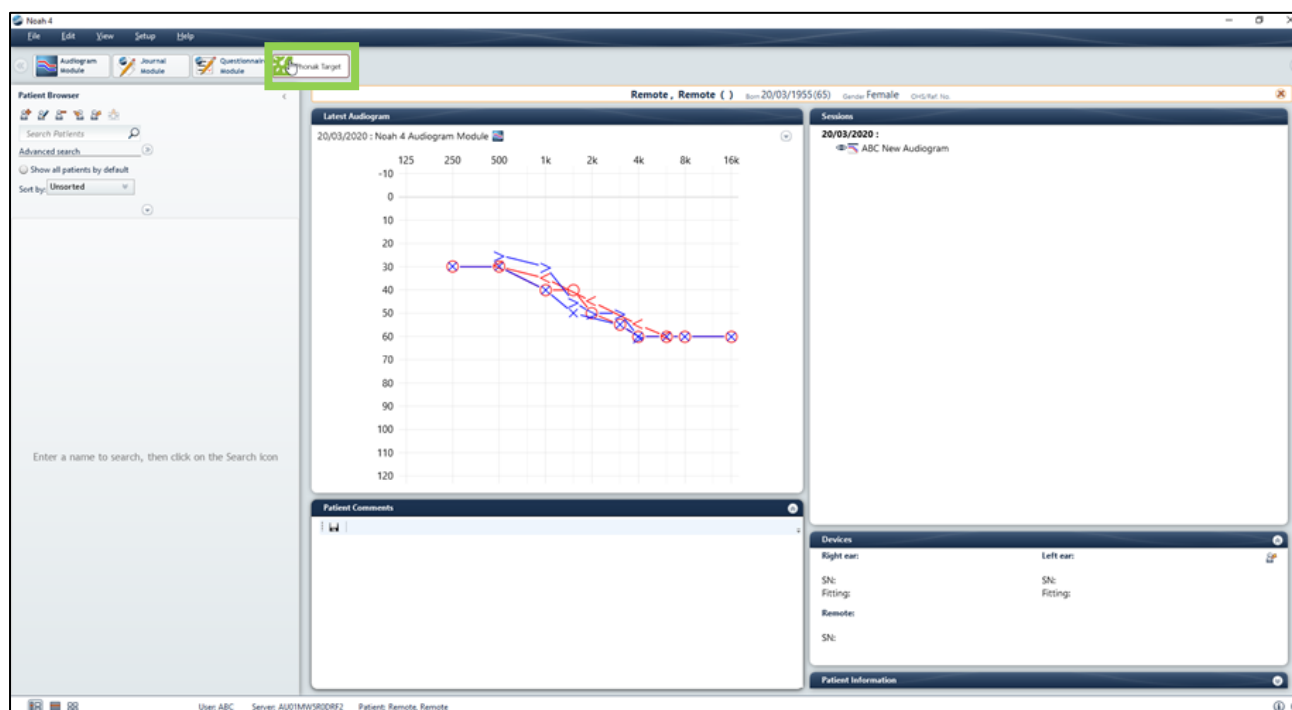 Noah 4
File Edit View Setup Help
Audiogram Module
Journal Module
Questionnair Module
Phonak Target
Patient Browser
Remote, Remote ( ) Born 20/03/1955(65) Gender Female OHS/Ref. No.
Search Patients
Advanced search
Show all patients by default
Sort by: Unsorted
Enter a name to search, then click on the Search icon
Latest Audiogram
20/03/2020 : Noah 4 Audiogram Module
125 250 500 1k 2k 4k 8k 16k
-10
0
10
20
30
40
50
60
70
80
90
100
110
120
Patient Comments
Sessions
20/03/2020 :
ABC New Audiogram
Devices
Right ear: Left ear:
SN: SN:
Fitting: Fitting:
Remote:
SN:
Patient Information
User: ABC Server: AU01MW5R0DRF2 Patient: Remote, Remote